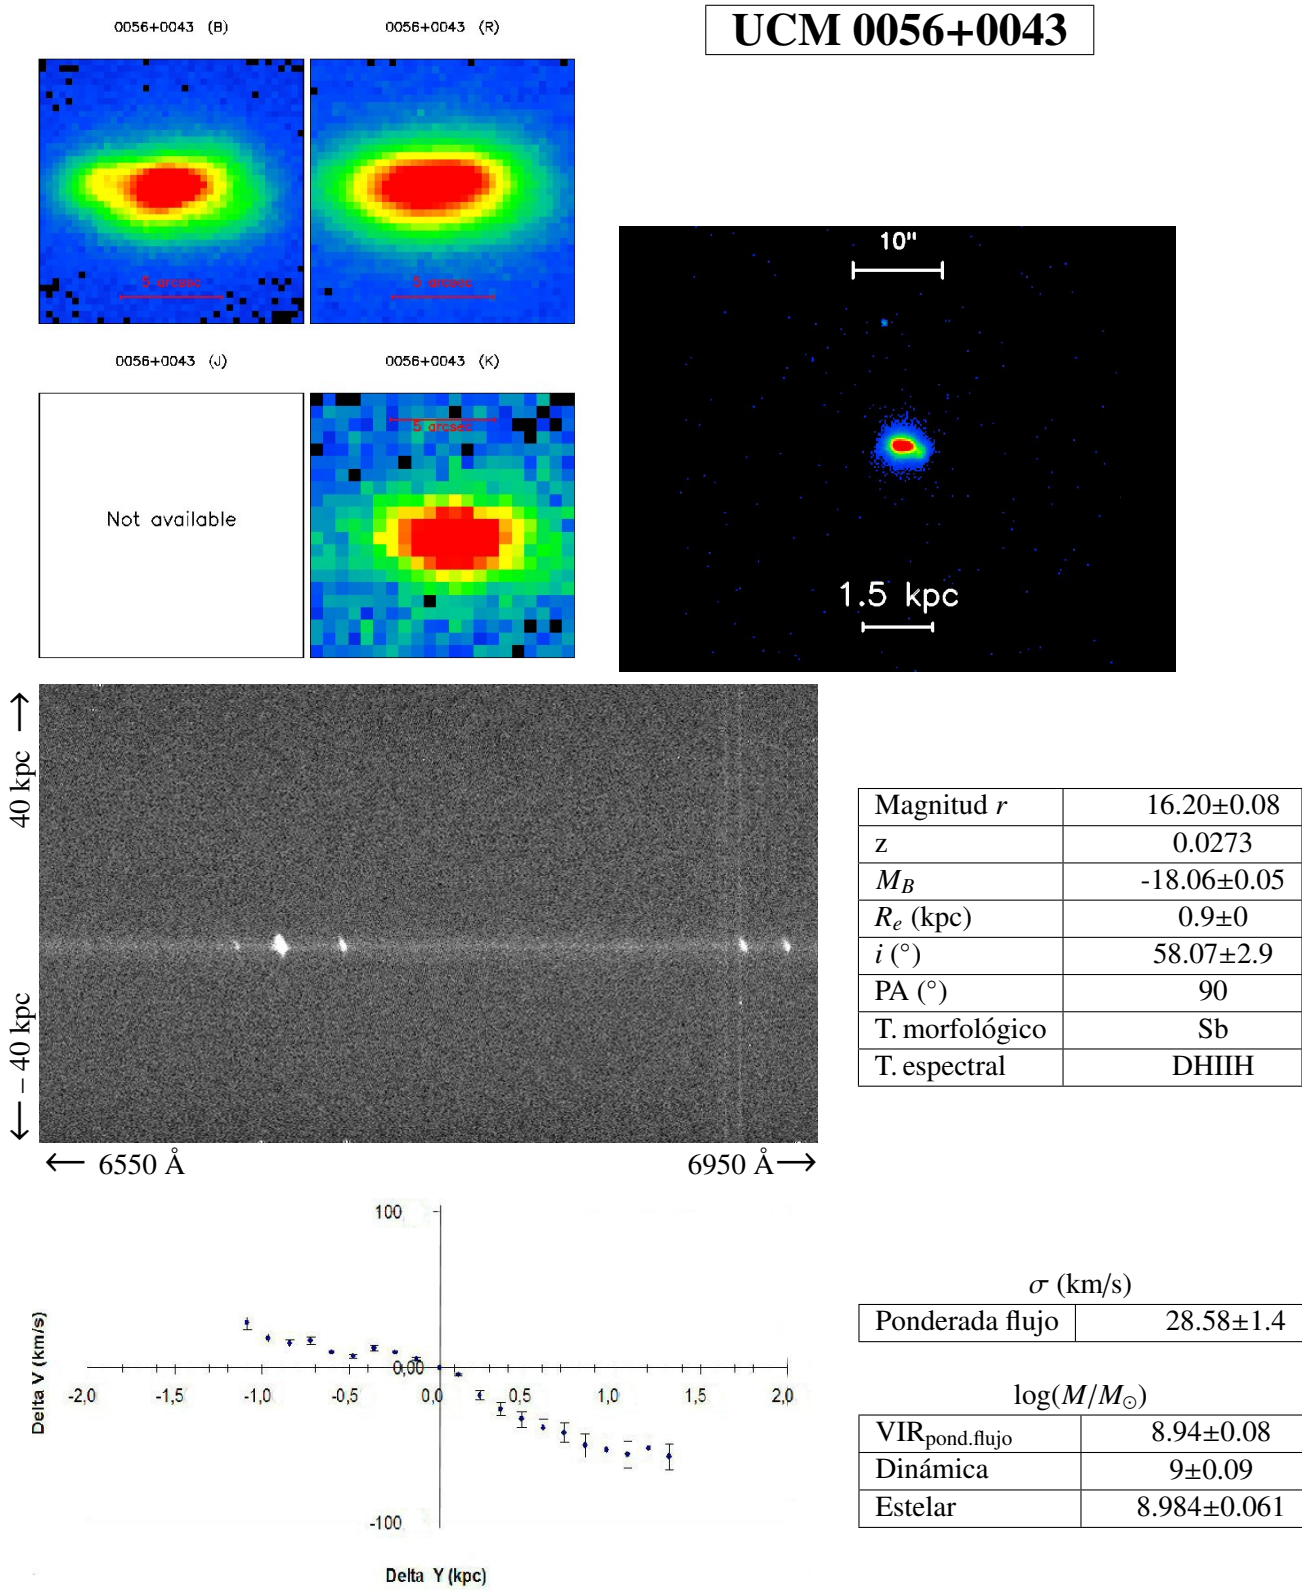 UCM 0056+0043
0056+0043 (B)
0056+0043 (R)
5 arcsec
5 arcsec
0056+0043 (J)
0056+0043 (K)
Not available
5 arcsec
10"
1.5 kpc
← −40 kpc
40 kpc →
← 6550 Å
6950 Å →
Magnitud r 16.20±0.08
z 0.0273
M_B -18.06±0.05
R_e (kpc) 0.9±0
i (°) 58.07±2.9
PA (°) 90
T. morfológico Sb
T. espectral DHIIH
100
Delta V (km/s)
0,00
-2,0 -1,5 -1,0 -0,5 0,0 0,5 1,0 1,5 2,0
-100
Delta Y (kpc)
σ (km/s)
Ponderada flujo 28.58±1.4
log(M/M⊙)
VIR_pond.flujo 8.94±0.08
Dinámica 9±0.09
Estelar 8.984±0.061